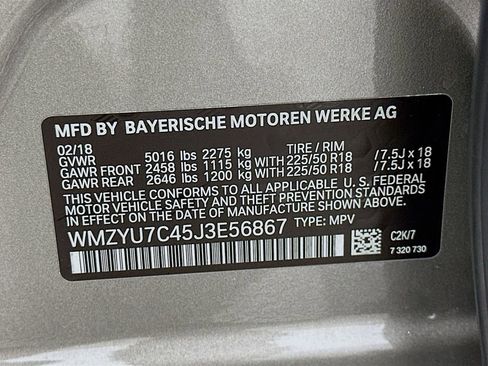 MFD BY BAYERISCHE MOTOREN WERKE AG
02/18 TIRE / RIM
GVWR 5016 lbs 2275 kg
GAWR FRONT 2458 lbs 1115 kg WITH 225/50 R18 /7.5J x 18
GAWR REAR 2646 lbs 1200 kg WITH 225/50 R18 /7.5J x 18
THIS VEHICLE CONFORMS TO ALL APPLICABLE FEDERAL
MOTOR VEHICLE SAFETY AND THEFT PREVENTION STANDARDS
IN EFFECT ON THE DATE OF MANUFACTURE SHOWN ABOVE.
WMZYU7C45J3E56867 TYPE: MPV
C2K/7
7 320 730